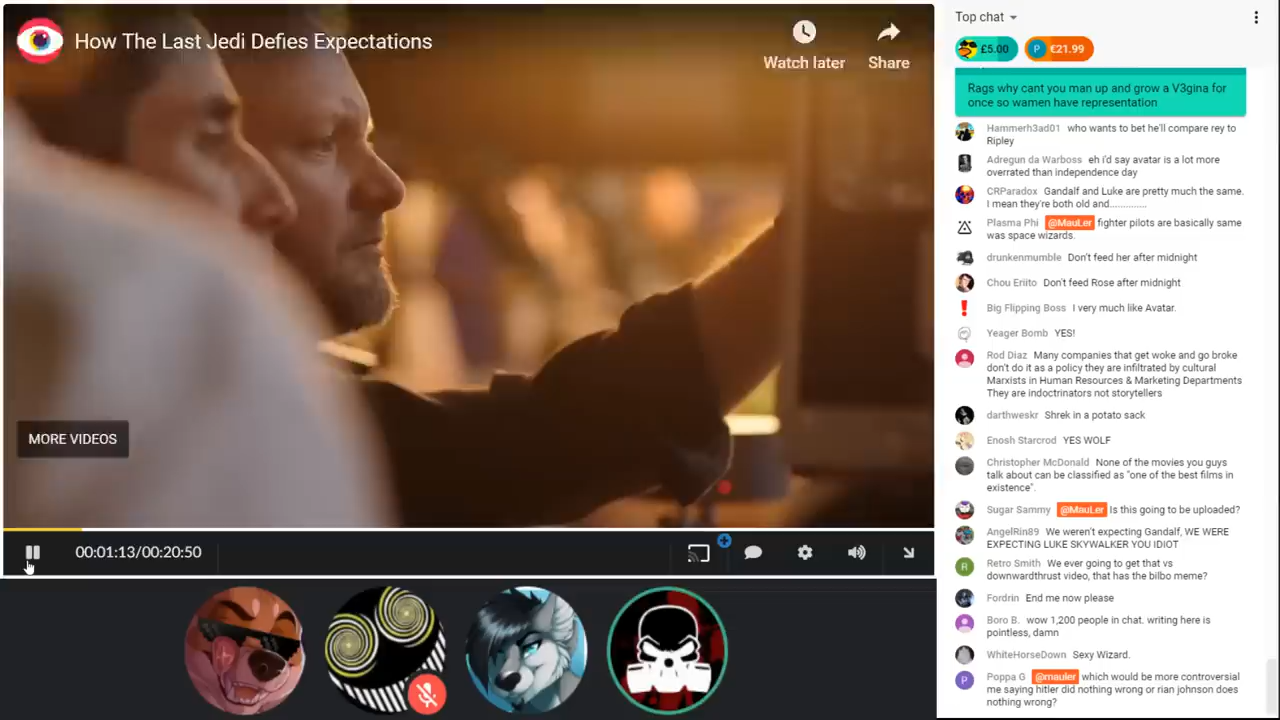 How The Last Jedi Defies Expectations
Watch later
Share
MORE VIDEOS
00:01:13/00:20:50
Top chat
£5.00
P €21.99
Rags why cant you man up and grow a V3gina for
once so wamen have representation
Hammerh3ad01 who wants to bet he'll compare rey to
Ripley
Adregun da Warboss eh i'd say avatar is a lot more
overrated than independence day
CRParadox Gandalf and Luke are pretty much the same.
I mean they're both old and..............
Plasma Phi @MauLer fighter pilots are basically same
was space wizards.
drunkenmumble Don't feed her after midnight
Chou Eriito Don't feed Rose after midnight
Big Flipping Boss I very much like Avatar.
Yeager Bomb YES!
Rod Diaz Many companies that get woke and go broke
don't do it as a policy they are infiltrated by cultural
Marxists in Human Resources & Marketing Departments
They are indoctrinators not storytellers
darthweskr Shrek in a potato sack
Enosh Starcrod YES WOLF
Christopher McDonald None of the movies you guys
talk about can be classified as "one of the best films in
existence".
Sugar Sammy @MauLer Is this going to be uploaded?
AngelRin89 We weren't expecting Gandalf, WE WERE
EXPECTING LUKE SKYWALKER YOU IDIOT
R Retro Smith We ever going to get that vs
downwardthrust video, that has the bilbo meme?
Fordrin End me now please
Boro B. wow 1,200 people in chat. writing here is
pointless, damn
WhiteHorseDown Sexy Wizard.
P Poppa G @mauler which would be more controversial
me saying hitler did nothing wrong or rian johnson does
nothing wrong?